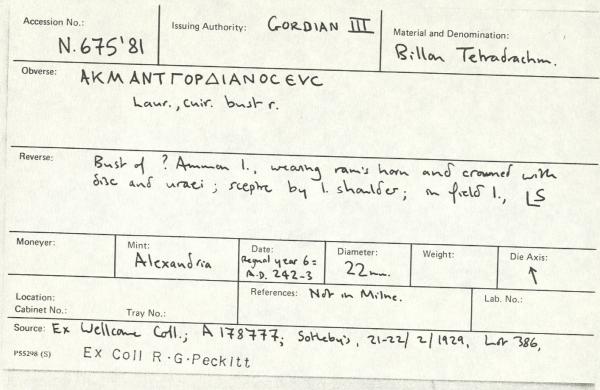 Accession No.:
N.675'81
Issuing Authority: GORDIAN III
Material and Denomination:
Billon Tetradrachm.
Obverse: ΑΚΜΑΝΤΓΟΡΔΙΑΝΟϹΕVϹ
Laur., cuir. bust r.
Reverse: Bust of ? Ammon l., wearing ram's horn and crowned with
disc and uraei; sceptre by l. shoulder; in field l., LS
Moneyer:
Mint:
Alexandria
Date:
Regnal year 6 =
A.D. 242-3
Diameter:
22mm.
Weight:
Die Axis:
↑
Location:
Cabinet No.: Tray No.:
References: Not in Milne.
Lab. No.:
Source: Ex Wellcome Coll.; A 178777; Sotheby's, 21-22/2/1929, Lot 386,
P55298 (S) Ex Coll R.G.Peckitt